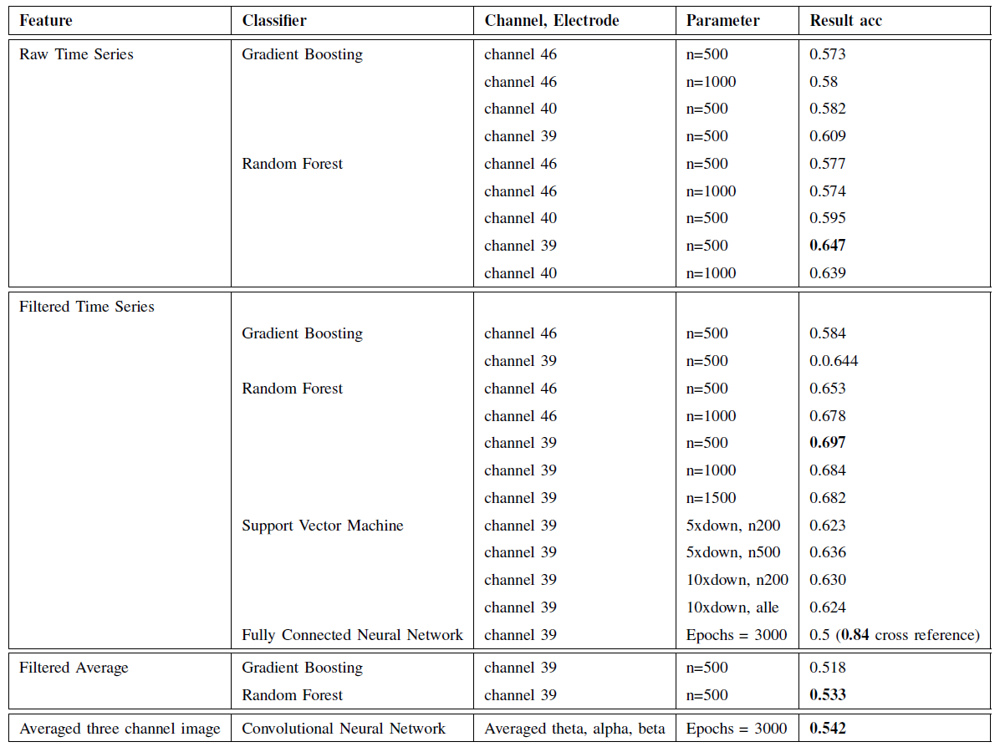 Feature Classifier Channel, Electrode Parameter Result acc
Raw Time Series Gradient Boosting channel 46 n=500 0.573
channel 46 n=1000 0.58
channel 40 n=500 0.582
channel 39 n=500 0.609
Random Forest channel 46 n=500 0.577
channel 46 n=1000 0.574
channel 40 n=500 0.595
channel 39 n=500 0.647
channel 40 n=1000 0.639
Filtered Time Series
Gradient Boosting channel 46 n=500 0.584
channel 39 n=500 0.0.644
Random Forest channel 46 n=500 0.653
channel 46 n=1000 0.678
channel 39 n=500 0.697
channel 39 n=1000 0.684
channel 39 n=1500 0.682
Support Vector Machine channel 39 5xdown, n200 0.623
channel 39 5xdown, n500 0.636
channel 39 10xdown, n200 0.630
channel 39 10xdown, alle 0.624
Fully Connected Neural Network channel 39 Epochs = 3000 0.5 (0.84 cross reference)
Filtered Average Gradient Boosting channel 39 n=500 0.518
Random Forest channel 39 n=500 0.533
Averaged three channel image Convolutional Neural Network Averaged theta, alpha, beta Epochs = 3000 0.542